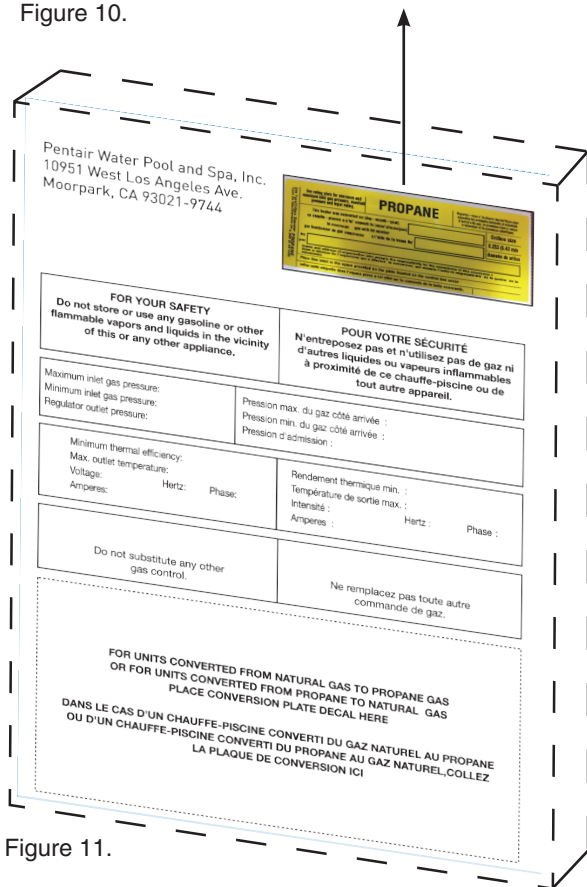 Figure 10.
Pentair Water Pool and Spa, Inc.
10951 West Los Angeles Ave.
Moorpark, CA 93021-9744
PROPANE
FOR YOUR SAFETY
Do not store or use any gasoline or other
flammable vapors and liquids in the vicinity
of this or any other appliance.
POUR VOTRE SÉCURITÉ
N'entreposez pas et n'utilisez pas de gaz ni
d'autres liquides ou vapeurs inflammables
à proximité de ce chauffe-piscine ou de
tout autre appareil.
Maximum inlet gas pressure:
Minimum inlet gas pressure:
Regulator outlet pressure:
Pression max. du gaz côté arrivée :
Pression min. du gaz côté arrivée :
Pression d'admission :
Minimum thermal efficiency:
Max. outlet temperature:
Voltage: Hertz: Phase:
Amperes:
Rendement thermique min. :
Température de sortie max. :
Intensité : Hertz : Phase :
Amperes :
Do not substitute any other
gas control.
Ne remplacez pas toute autre
commande de gaz.
FOR UNITS CONVERTED FROM NATURAL GAS TO PROPANE GAS
OR FOR UNITS CONVERTED FROM PROPANE TO NATURAL GAS
PLACE CONVERSION PLATE DECAL HERE
DANS LE CAS D'UN CHAUFFE-PISCINE CONVERTI DU GAZ NATUREL AU PROPANE
OU D'UN CHAUFFE-PISCINE CONVERTI DU PROPANE AU GAZ NATUREL,COLLEZ
LA PLAQUE DE CONVERSION ICI
Figure 11.